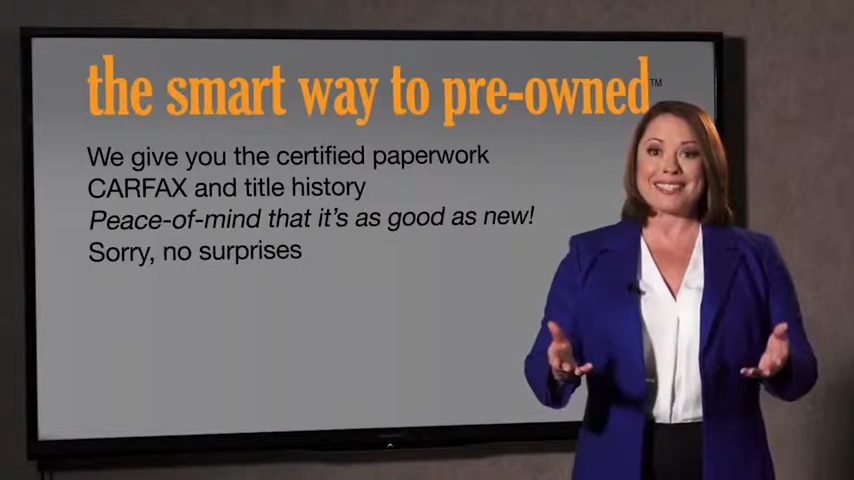 the smart way to pre-owned™
We give you the certified paperwork
CARFAX and title history
Peace-of-mind that it's as good as new!
Sorry, no surprises